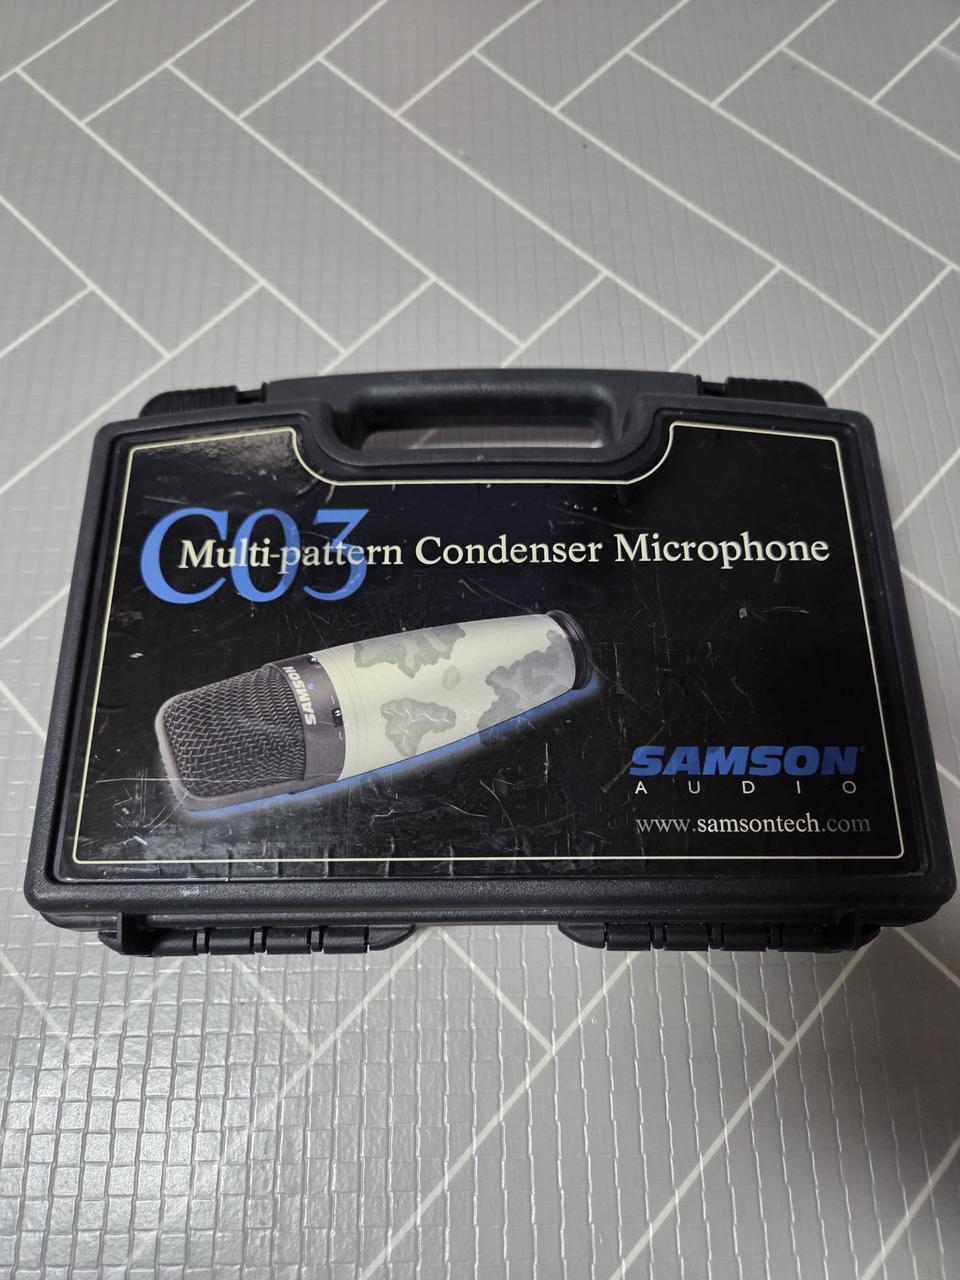 C03
Multi-pattern Condenser Microphone
SAMSON
SAMSON®
AUDIO
www.samsontech.com